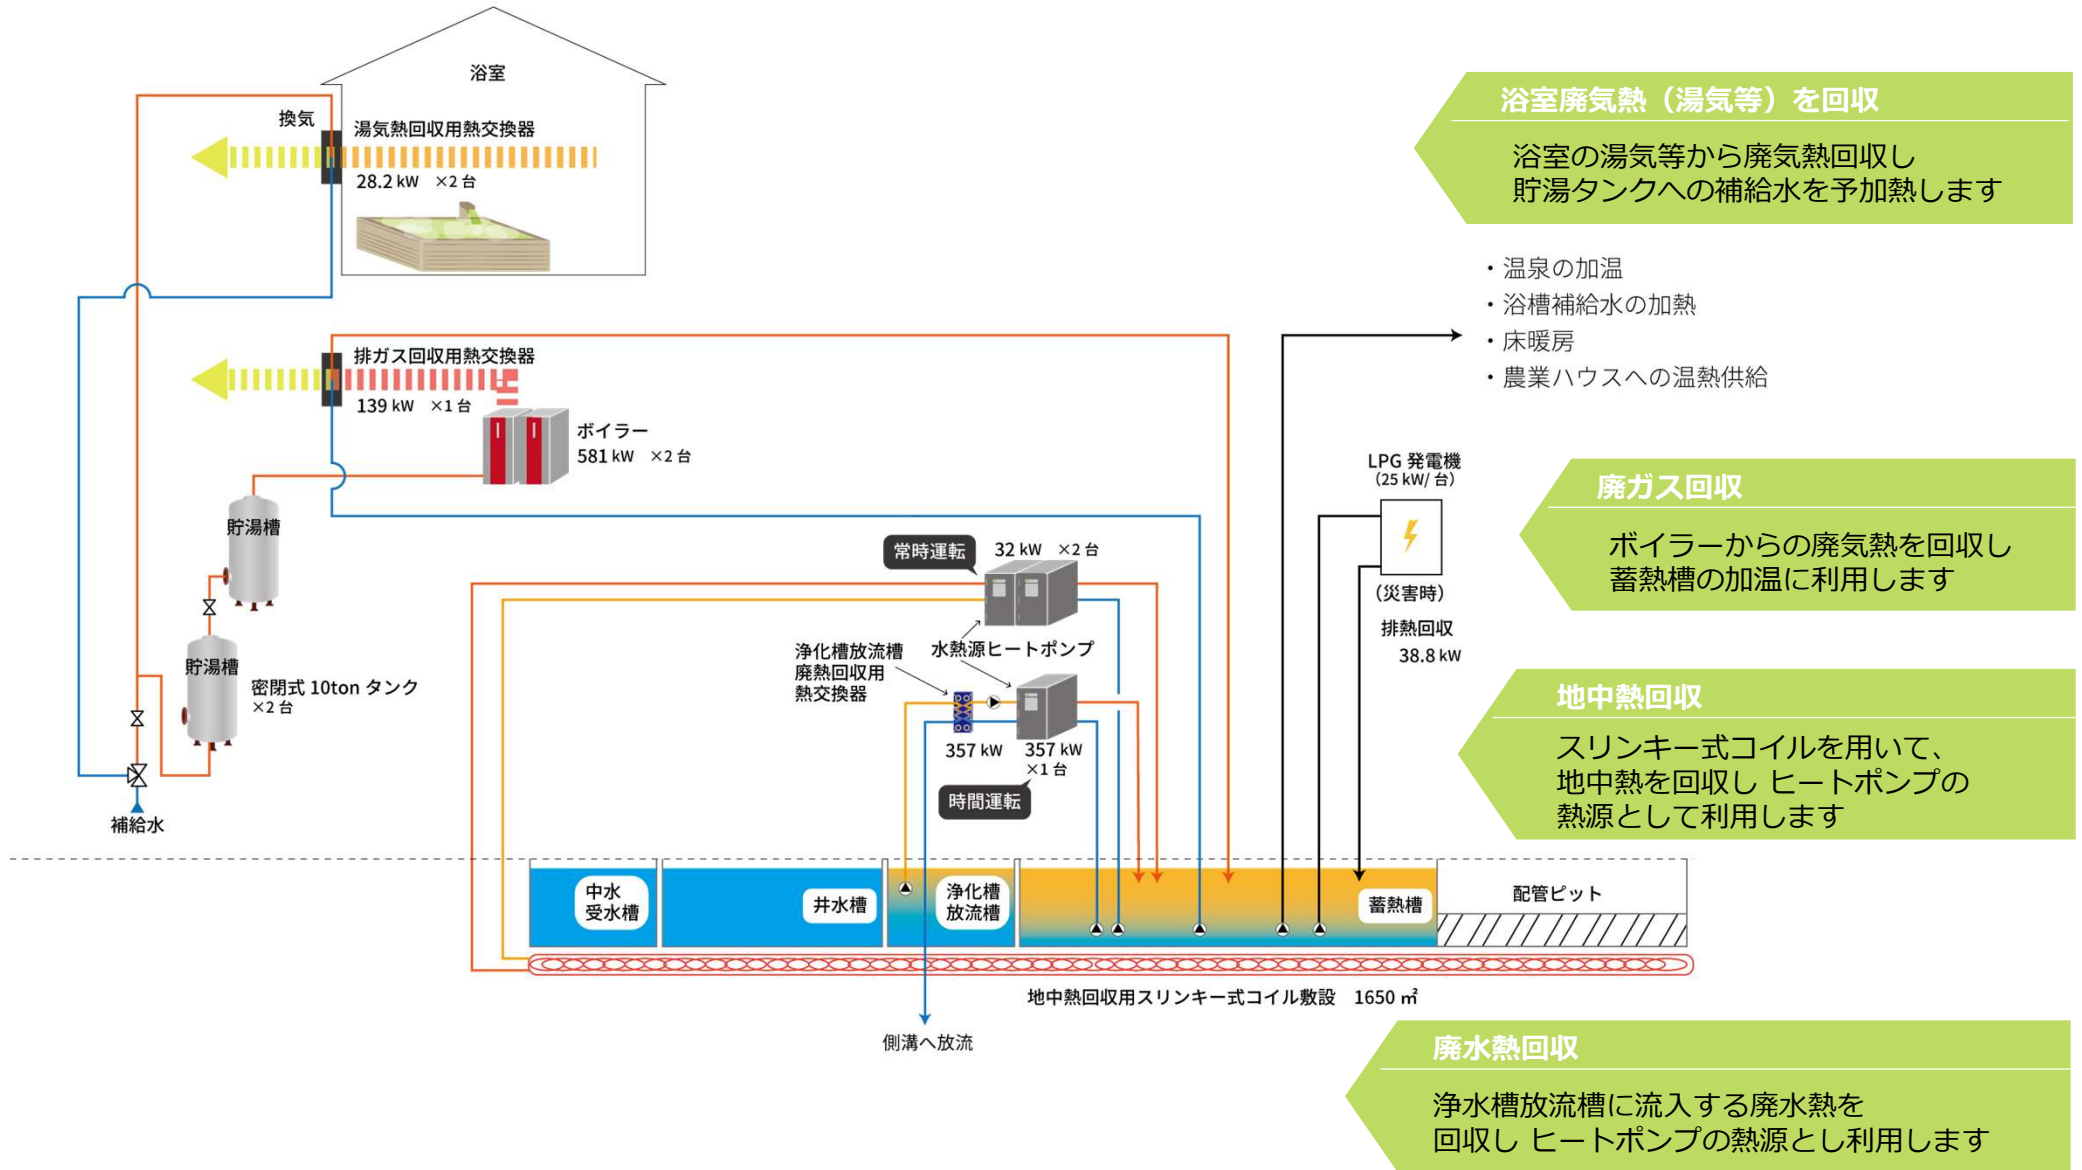 浴室
換気
湯気熱回収用熱交換器
28.2 kW ×2 台
排ガス回収用熱交換器
139 kW ×1 台
ボイラー
581 kW ×2 台
貯湯槽
貯湯槽
密閉式 10ton タンク
×2 台
補給水
常時運転
32 kW ×2 台
水熱源ヒートポンプ
浄化槽放流槽
廃熱回収用
熱交換器
357 kW
357 kW
×1 台
時間運転
LPG 発電機
(25 kW/ 台)
(災害時)
排熱回収
38.8 kW
中水
受水槽
井水槽
浄化槽
放流槽
蓄熱槽
配管ピット
地中熱回収用スリンキー式コイル敷設 1650 ㎡
側溝へ放流
浴室廃気熱（湯気等）を回収
浴室の湯気等から廃気熱回収し
貯湯タンクへの補給水を予加熱します
・温泉の加温
・浴槽補給水の加熱
・床暖房
・農業ハウスへの温熱供給
廃ガス回収
ボイラーからの廃気熱を回収し
蓄熱槽の加温に利用します
地中熱回収
スリンキー式コイルを用いて、
地中熱を回収し ヒートポンプの
熱源として利用します
廃水熱回収
浄水槽放流槽に流入する廃水熱を
回収し ヒートポンプの熱源とし利用します